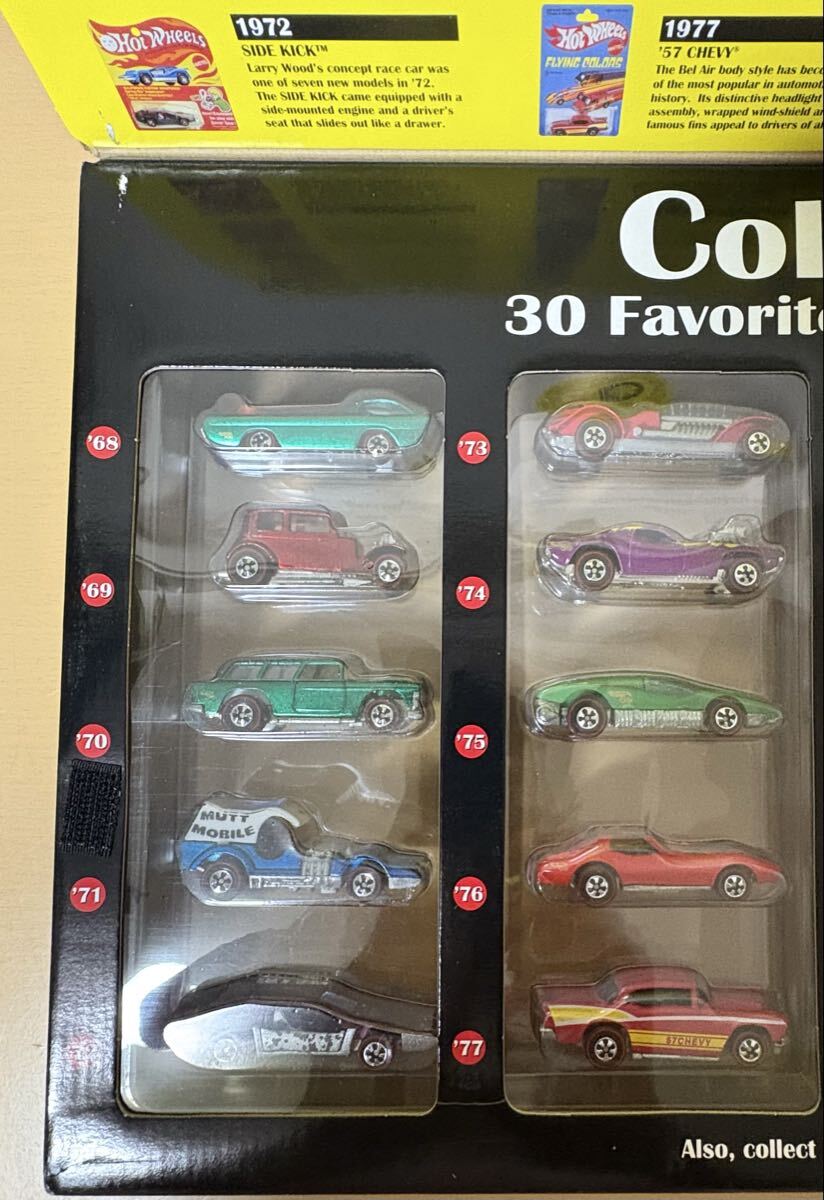 1972
SIDE KICK™
Larry Wood's concept race car was
one of seven new models in '72.
The SIDE KICK came equipped with a
side-mounted engine and a driver's
seat that slides out like a drawer.
Hot Wheels
1977
'57 CHEVY®
The Bel Air body style has
of the most popular in
history. Its distinctive headlight
assembly, wrapped wind-shield
famous fins appeal to drivers of
Hot Wheels
FLYING COLORS
Col
30 Favorit
'68
'69
'70
'71
'73
'74
'75
'76
'77
MUTT
MOBILE
57 CHEVY
Also, collect